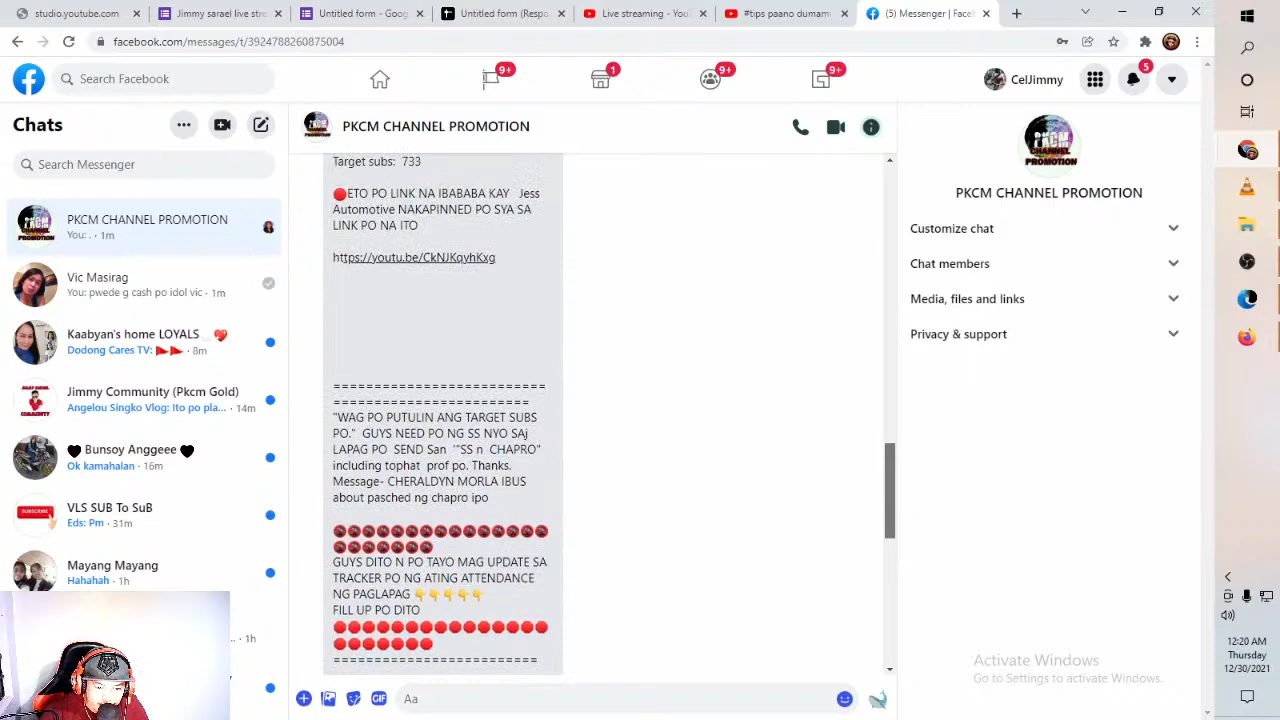 studio.youtube.com
Jimmy saraei live stre
Untitled form - Goog
Untitled form (Respo
Live streaming - You
#tips paano dumam
(5) Messenger | Face
facebook.com/messages/t/3924788260875004
Search Facebook
9+
1
9+
9+
CelJimmy
5
Chats
PKCM CHANNEL PROMOTION
Search Messenger
PKCM CHANNEL PROMOTION
You: . · 1m
Vic Masirag
You: pwede g cash po idol vic · 1m
Kaabyan's home LOYALS
Dodong Cares TV: · 8m
Jimmy Community (Pkcm Gold)
Angelou Singko Vlog: Ito po pla... · 14m
Bunsoy Anggeee
Ok kamahalan · 16m
SUBSCRIBE
VLS SUB To SuB
Eds: Pm · 31m
Mayang Mayang
Hahahah · 1h
.. · 1h
Target subs: 733
🔴ETO PO LINK NA IBABABA KAY Jess
Automotive NAKAPINNED PO SYA SA
LINK PO NA ITO
https://youtu.be/CkNJKqyhKxg
==========================
========================
"WAG PO PUTULIN ANG TARGET SUBS
PO." GUYS NEED PO NG SS NYO SAj
LAPAG PO SEND San '"SS n CHAPRO"
including tophat prof po. Thanks.
Message- CHERALDYN MORLA IBUS
about pasched ng chapro ipo
GUYS DITO N PO TAYO MAG UPDATE SA
TRACKER PO NG ATING ATTENDANCE
NG PAGLAPAG 👇👇👇👇👇
FILL UP PO DITO
🔴🔴🔴🔴🔴🔴🔴🔴🔴🔴🔴🔴🔴🔴🔴
🔴🔴🔴🔴🔴🔴🔴
=========================
GIF
Aa
PKCM
CHANNEL
PROMOTION
PKCM CHANNEL PROMOTION
Customize chat
Chat members
Media, files and links
Privacy & support
Activate Windows
Go to Settings to activate Windows.
12:20 AM
Thursday
12/30/2021